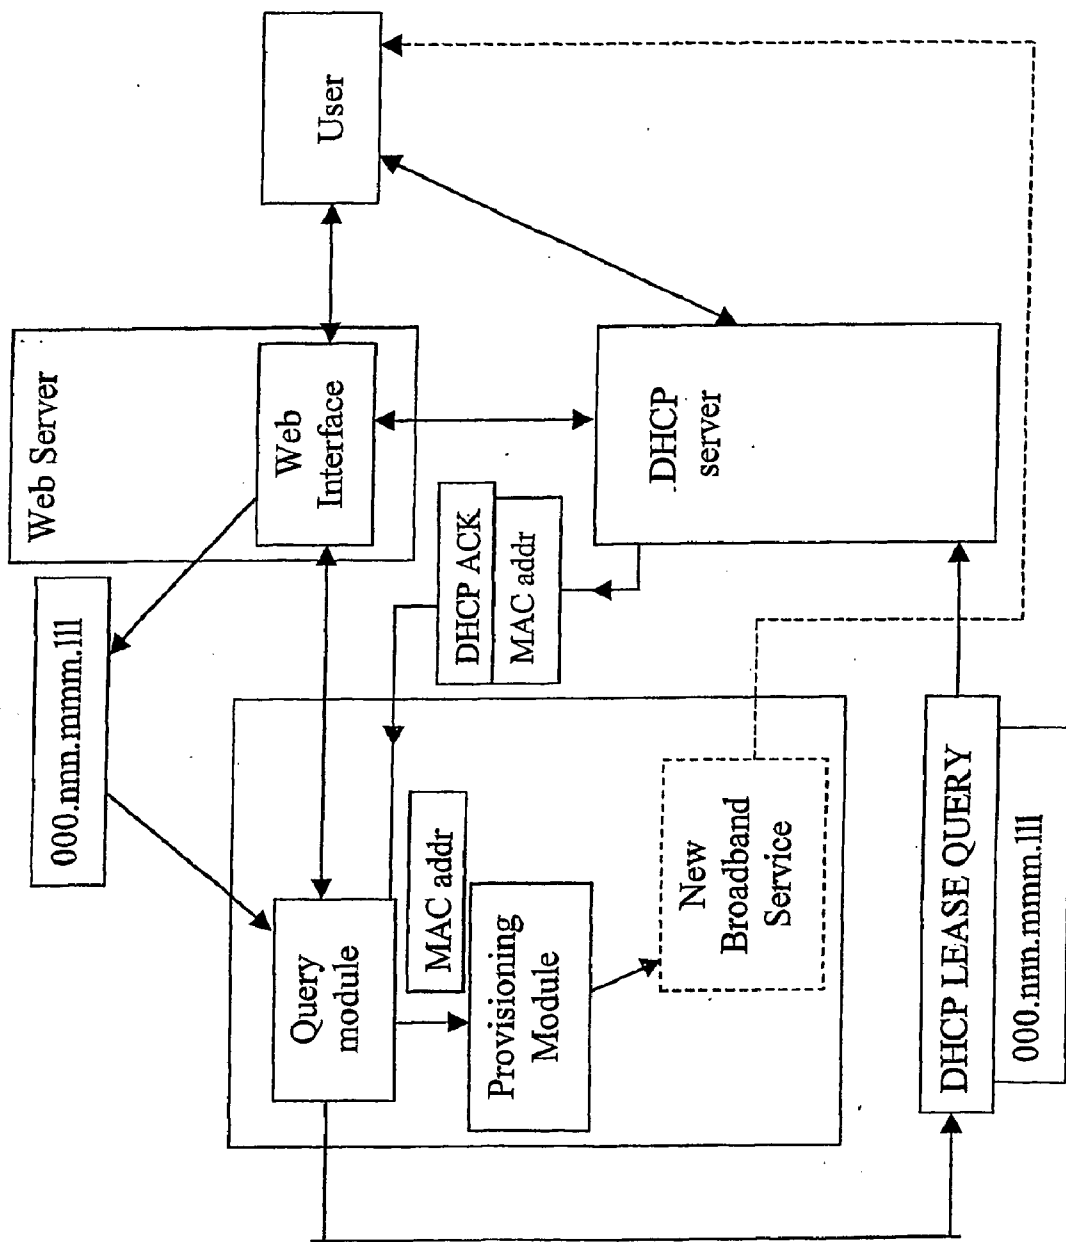 Web Server
User
000.nnn.mmm.lll
Web
Interface
Query
module
DHCP ACK
MAC addr
DHCP
server
MAC addr
Provisioning
Module
New
Broadband
Service
DHCP LEASE QUERY
000.nnn.mmm.lll